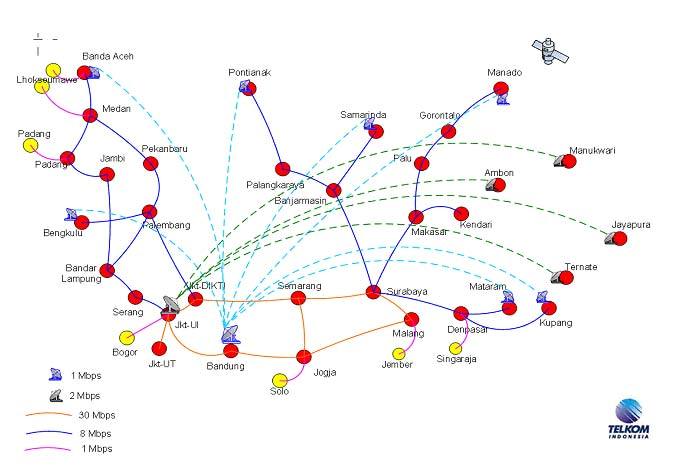 Banda Aceh
Pontianak
Manado
Lhokseumawe
Medan
Samarinda
Gorontalo
Padang
Pekanbaru
Manukwari
Padang
Jambi
Palu
Palangkaraya
Ambon
Banjarmasin
Bengkulu
Palembang
Makasar
Kendari
Jayapura
Bandar
Lampung
Ternate
Jkt-DIKTI
Semarang
Surabaya
Mataram
Serang
Jkt-UI
Malang
Denpasar
Kupang
Bogor
Jkt-UT
Bandung
Jogja
Jember
Singaraja
Solo
1 Mbps
2 Mbps
30 Mbps
8 Mbps
1 Mbps
TELKOM
INDONESIA